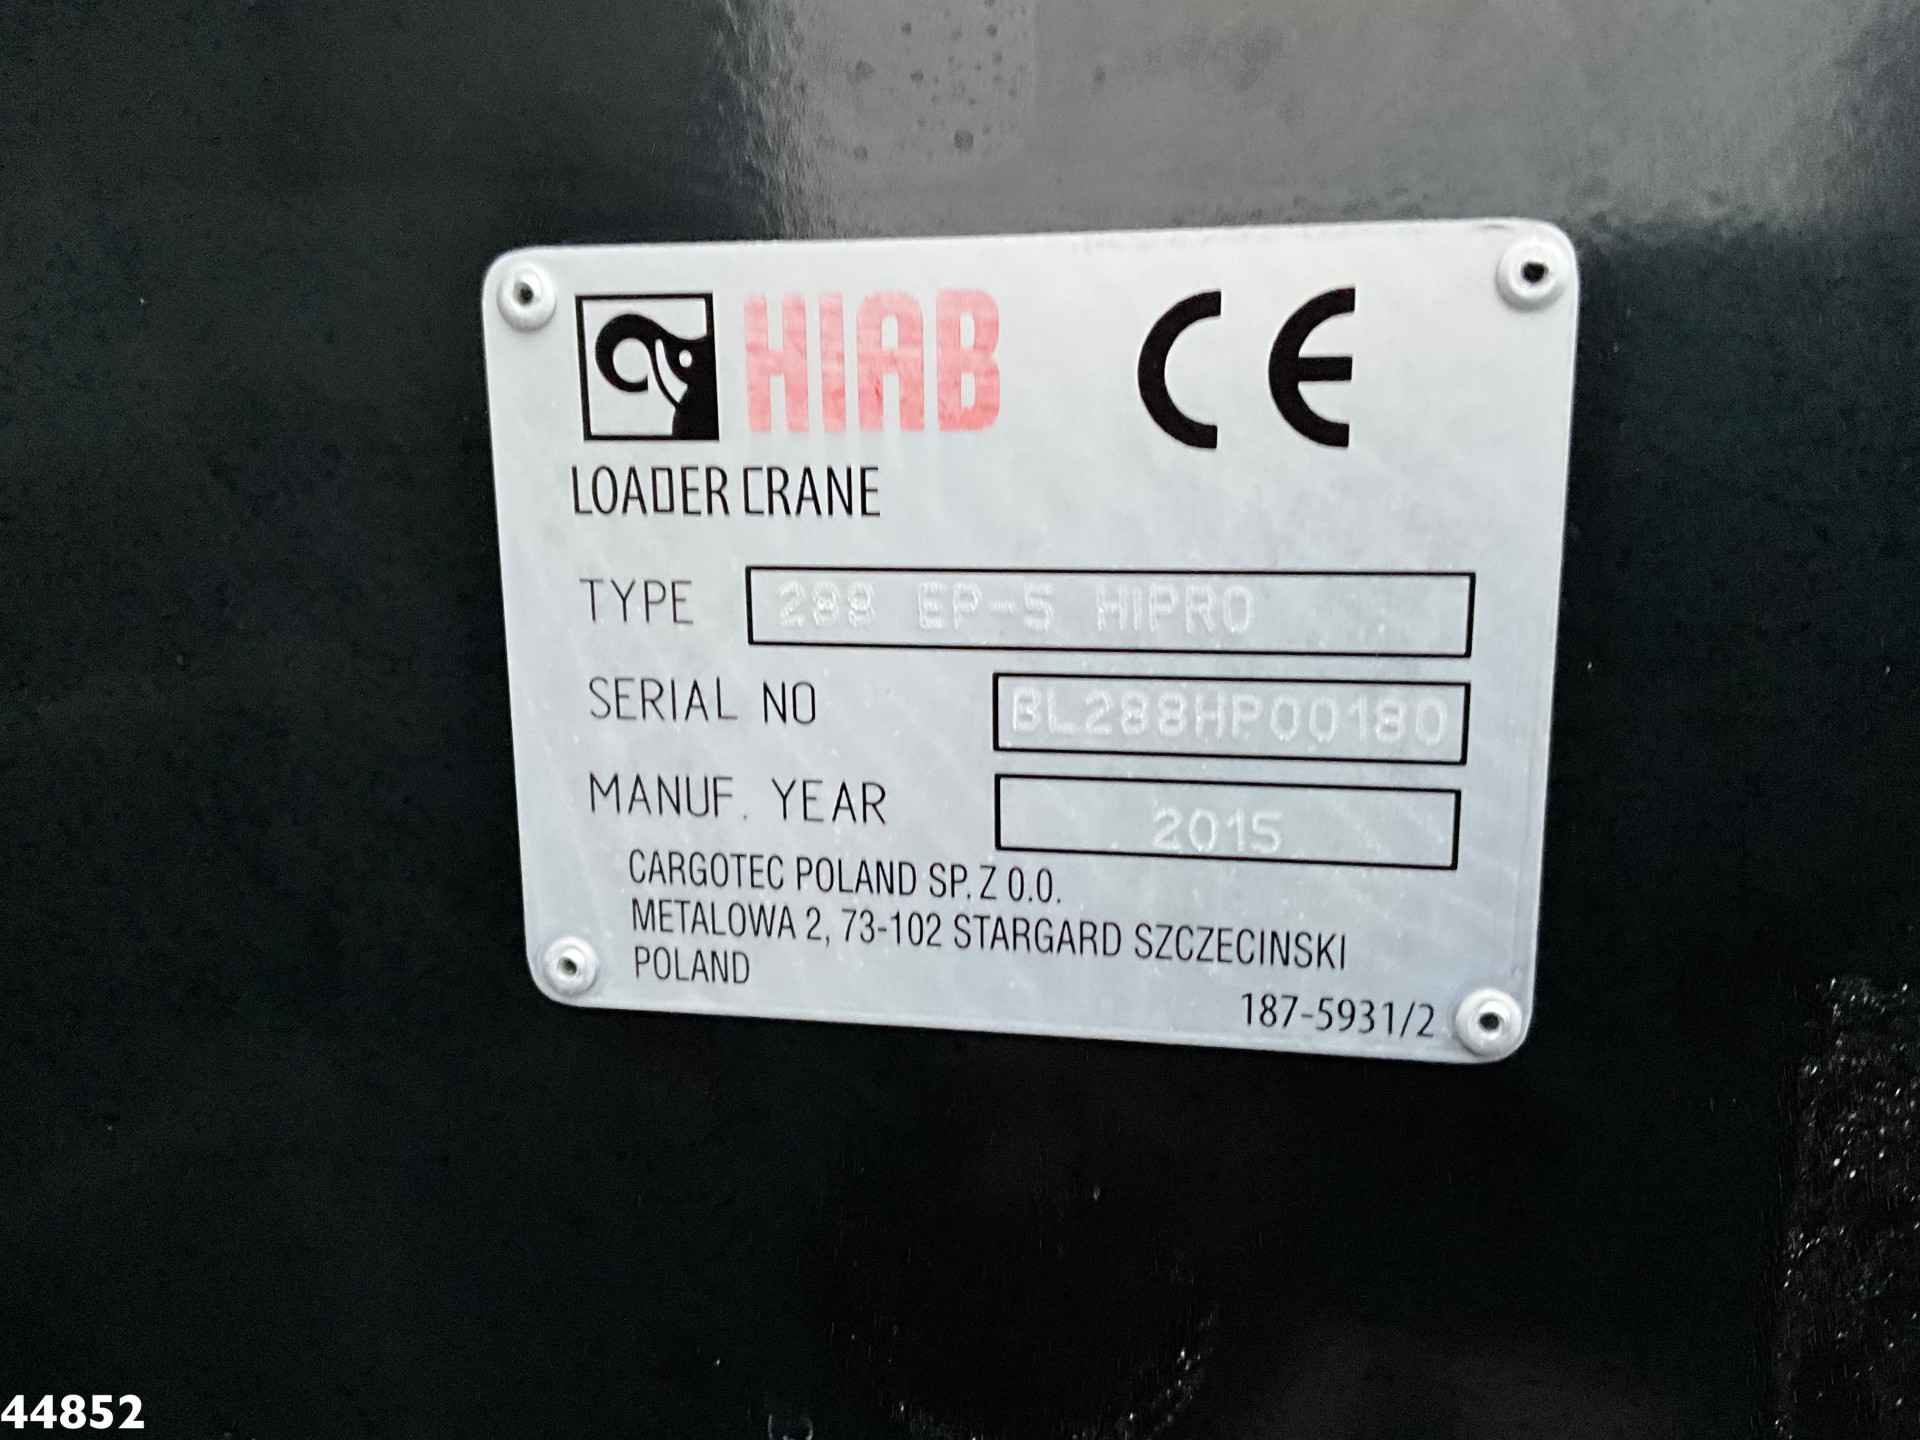 HIAB CE
LOADER CRANE
TYPE 288 EP-5 HIPRO
SERIAL NO BL288HP00180
MANUF. YEAR 2015
CARGOTEC POLAND SP. Z O.O.
METALOWA 2, 73-102 STARGARD SZCZECINSKI
POLAND
187-5931/2
44852